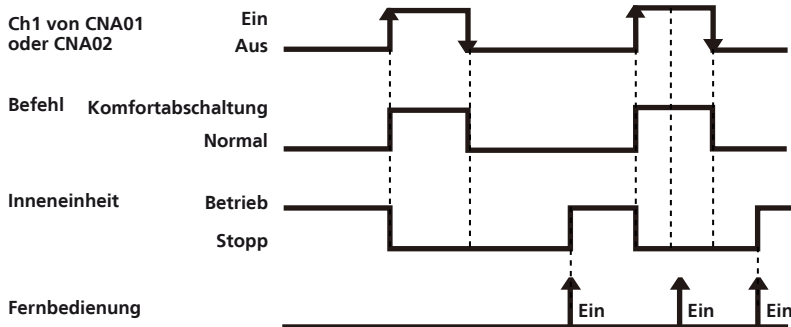 Ch1 von CNA01
oder CNA02
Ein
Aus
Befehl
Komfortabschaltung
Normal
Inneneinheit
Betrieb
Stopp
Fernbedienung
Ein
Ein
Ein